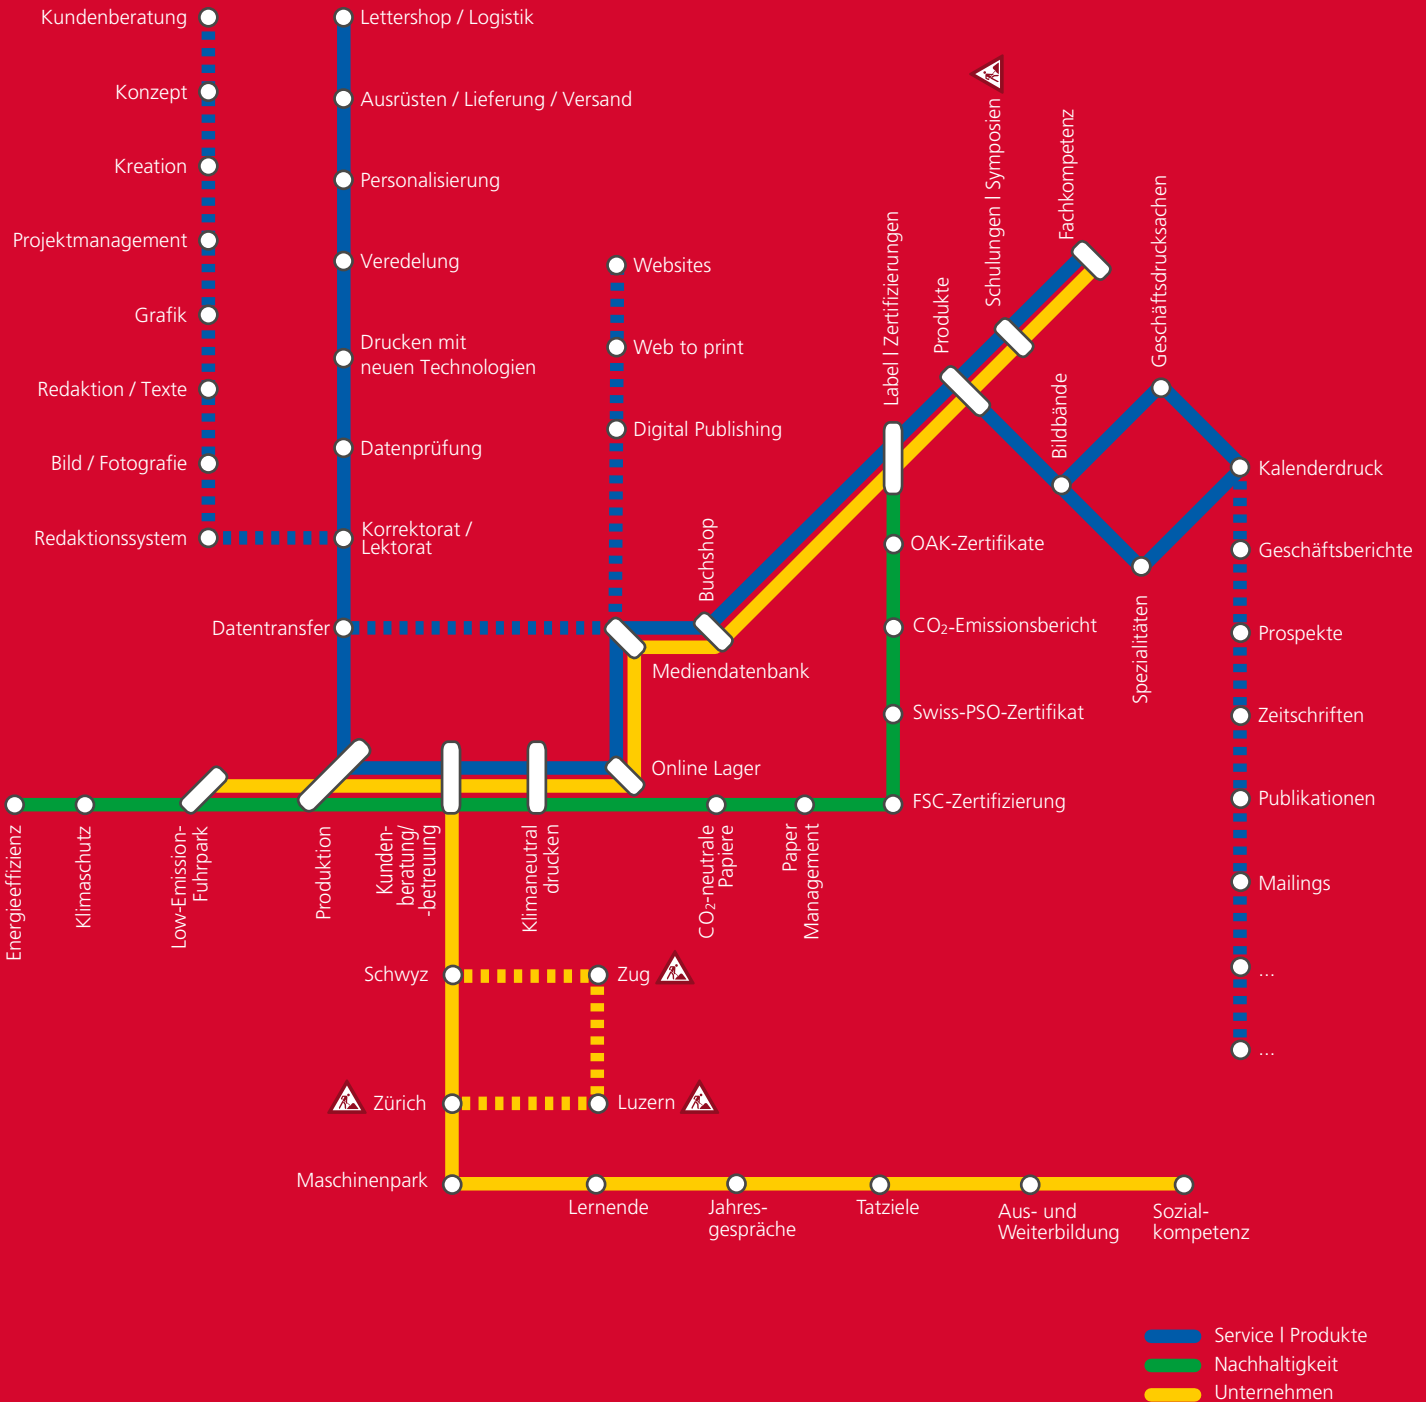 Kundenberatung
Konzept
Kreation
Projektmanagement
Grafik
Redaktion / Texte
Bild / Fotografie
Redaktionssystem
Lettershop / Logistik
Ausrüsten / Lieferung / Versand
Personalisierung
Veredelung
Drucken mit
neuen Technologien
Datenprüfung
Korrektorat /
Lektorat
Datentransfer
Websites
Web to print
Digital Publishing
Mediendatenbank
Online Lager
Buchshop
Label | Zertifizierungen
Produkte
Schulungen | Symposien
Fachkompetenz
Geschäftsdrucksachen
Bildbände
Spezialitäten
Kalenderdruck
Geschäftsberichte
Prospekte
Zeitschriften
Publikationen
Mailings
...
...
OAK-Zertifikate
CO₂-Emissionsbericht
Swiss-PSO-Zertifikat
FSC-Zertifizierung
Energieeffizienz
Klimaschutz
Low-Emission-
Fuhrpark
Produktion
Kunden-
beratung/
-betreuung
Klimaneutral
drucken
CO₂-neutrale
Papiere
Paper
Management
Schwyz
Zug
Zürich
Luzern
Maschinenpark
Lernende
Jahres-
gespräche
Tatziele
Aus- und
Weiterbildung
Sozial-
kompetenz
Service | Produkte
Nachhaltigkeit
Unternehmen